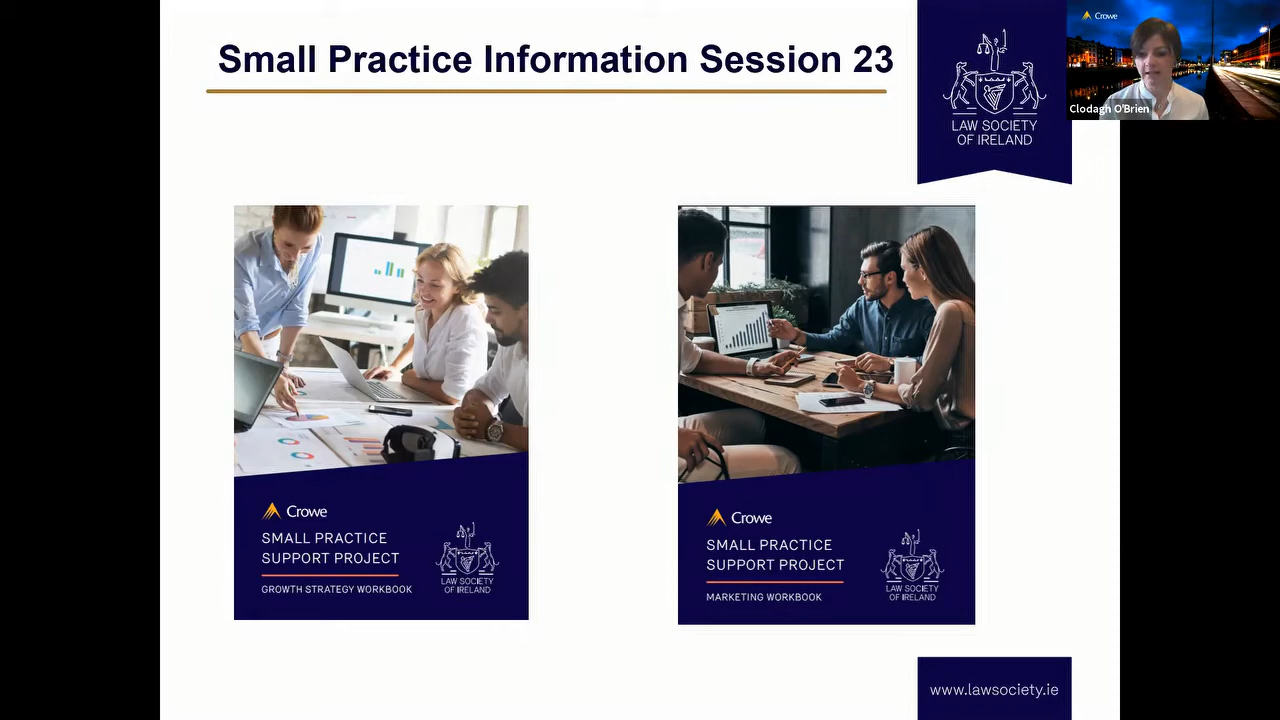 Small Practice Information Session 23
LAW SOCIETY
OF IRELAND
Crowe
Clodagh O'Brien
Crowe
SMALL PRACTICE
SUPPORT PROJECT
GROWTH STRATEGY WORKBOOK
LAW SOCIETY
OF IRELAND
Crowe
SMALL PRACTICE
SUPPORT PROJECT
MARKETING WORKBOOK
LAW SOCIETY
OF IRELAND
www.lawsociety.ie